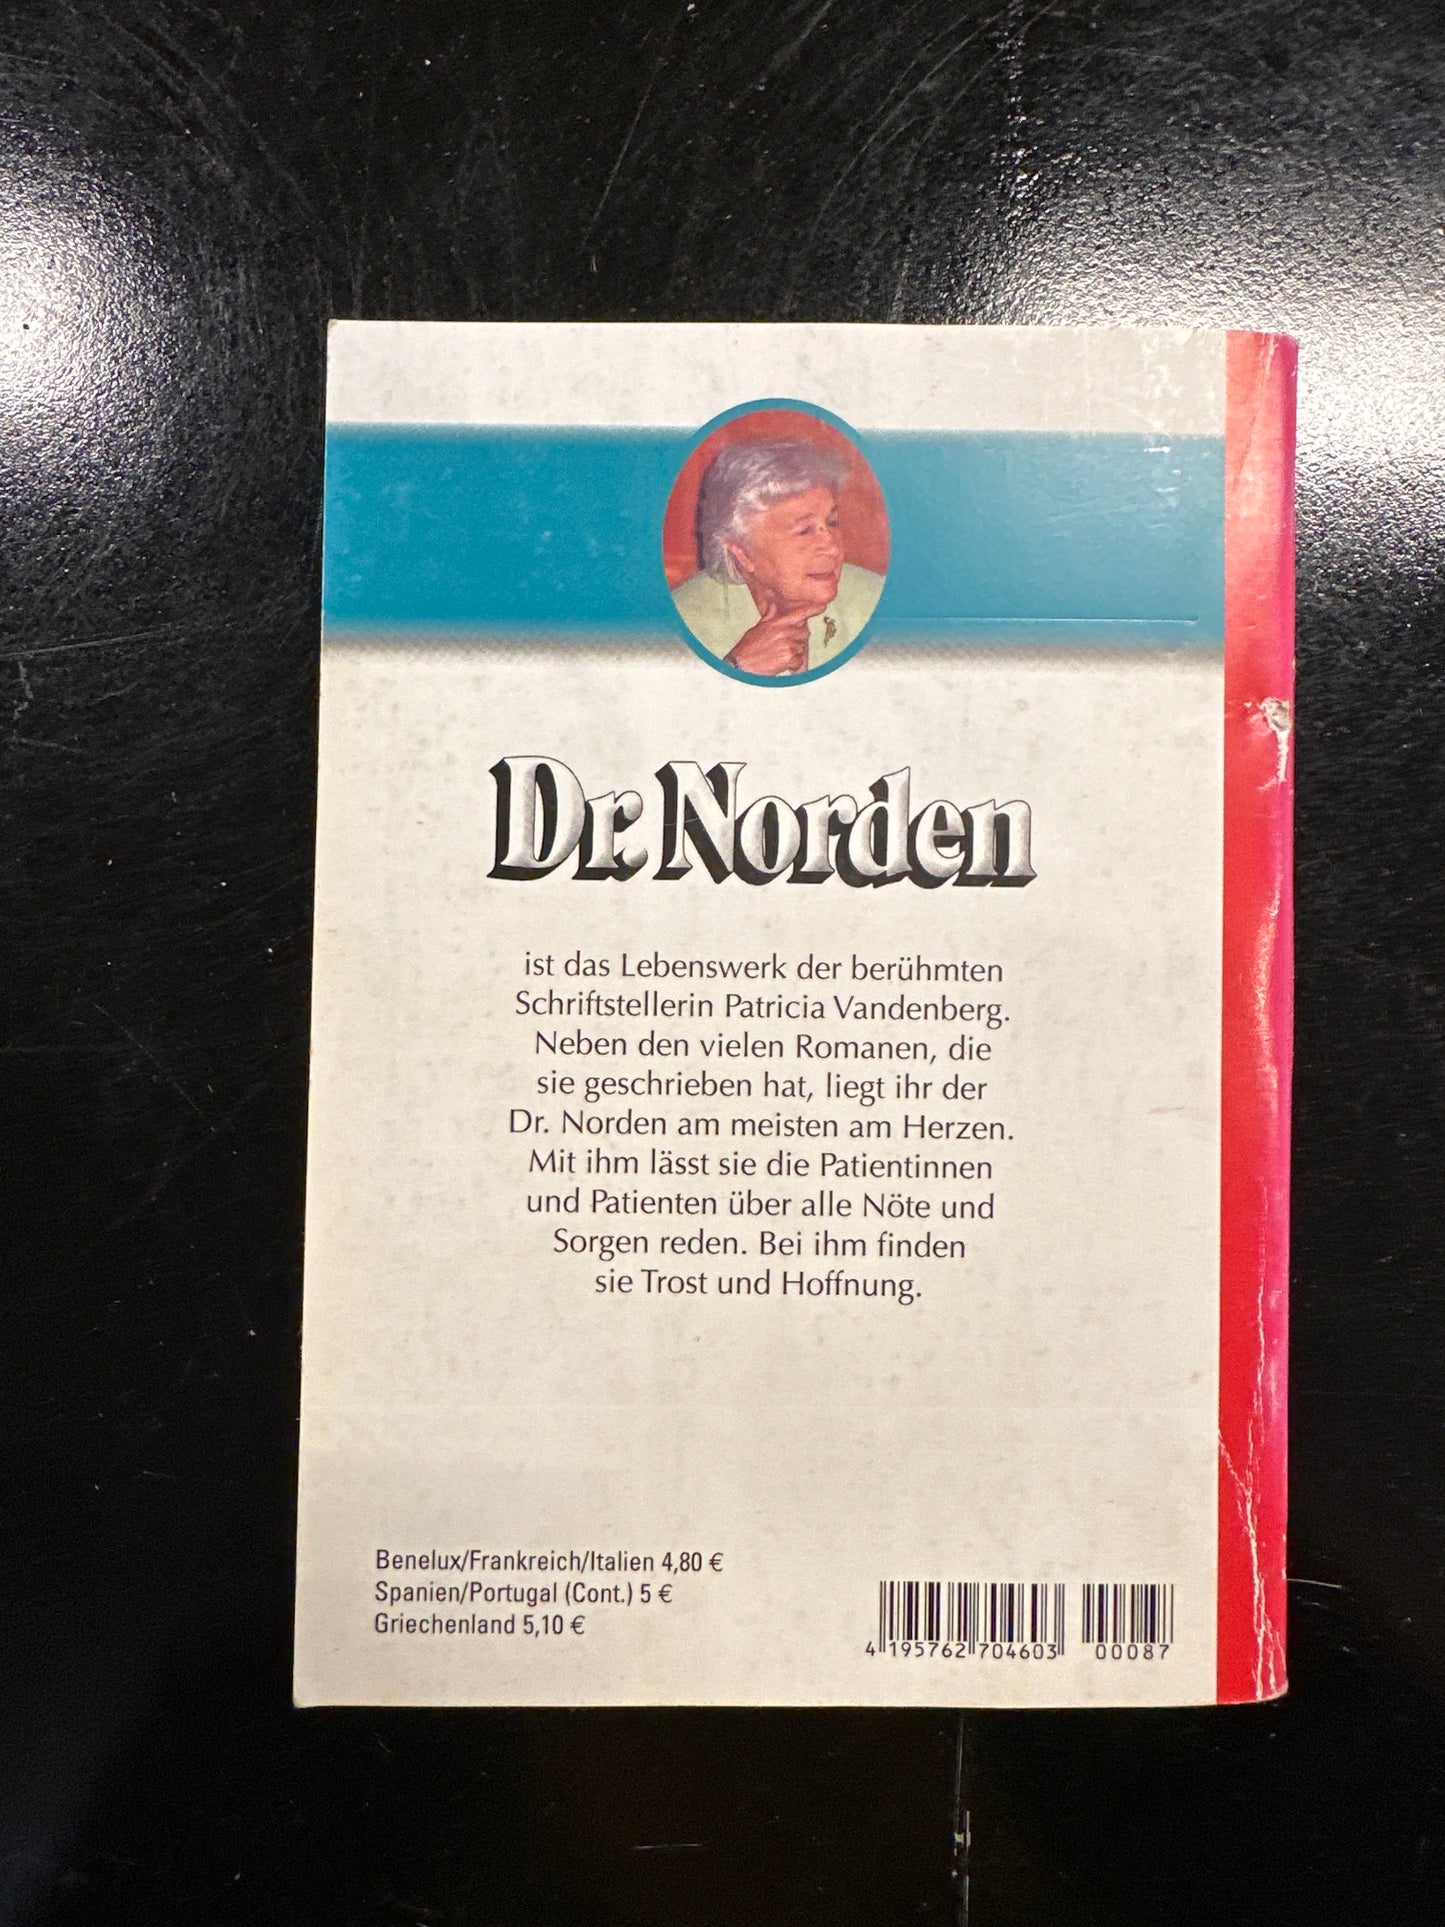 Dr. Norden
ist das Lebenswerk der berühmten
Schriftstellerin Patricia Vandenberg.
Neben den vielen Romanen, die
sie geschrieben hat, liegt ihr der
Dr. Norden am meisten am Herzen.
Mit ihm lässt sie die Patientinnen
und Patienten über alle Nöte und
Sorgen reden. Bei ihm finden
sie Trost und Hoffnung.
Benelux/Frankreich/Italien 4,80 €
Spanien/Portugal (Cont.) 5 €
Griechenland 5,10 €
4 195762 704603 00087